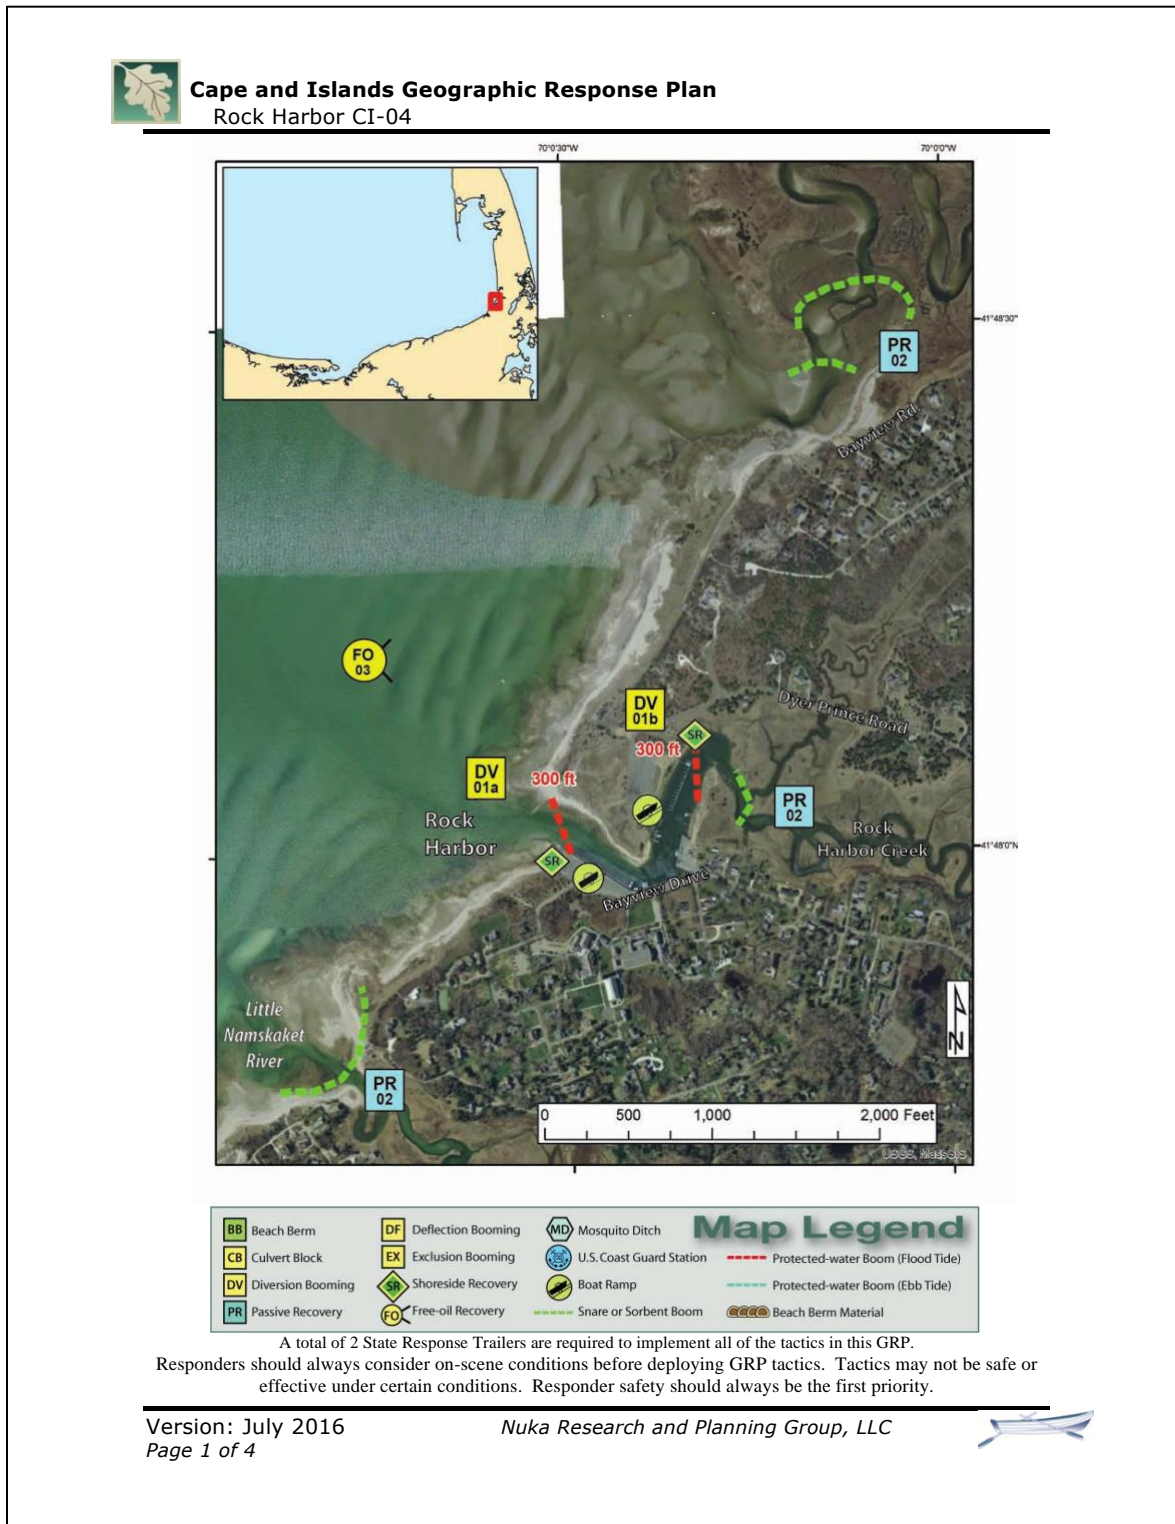 Cape and Islands Geographic Response Plan
Rock Harbor CI-04
70°0'30"W
70°0'0"W
41°48'30"
PR
02
Bayview Rd.
FO
03
DV
01b
Dyer Prince Road
SR
300 ft
DV
01a
300 ft
PR
02
Rock
Harbor
Rock
Harbor Creek
41°48'0"N
SR
Bayview Drive
Little
Namskaket
River
N
PR
02
0 500 1,000 2,000 Feet
USGS, MassGIS
Map Legend
BB Beach Berm
DF Deflection Booming
MD Mosquito Ditch
CB Culvert Block
EX Exclusion Booming
U.S. Coast Guard Station
Protected-water Boom (Flood Tide)
DV Diversion Booming
SR Shoreside Recovery
Boat Ramp
Protected-water Boom (Ebb Tide)
PR Passive Recovery
FO Free-oil Recovery
Snare or Sorbent Boom
Beach Berm Material
A total of 2 State Response Trailers are required to implement all of the tactics in this GRP.
Responders should always consider on-scene conditions before deploying GRP tactics. Tactics may not be safe or
effective under certain conditions. Responder safety should always be the first priority.
Version: July 2016
Nuka Research and Planning Group, LLC
Page 1 of 4